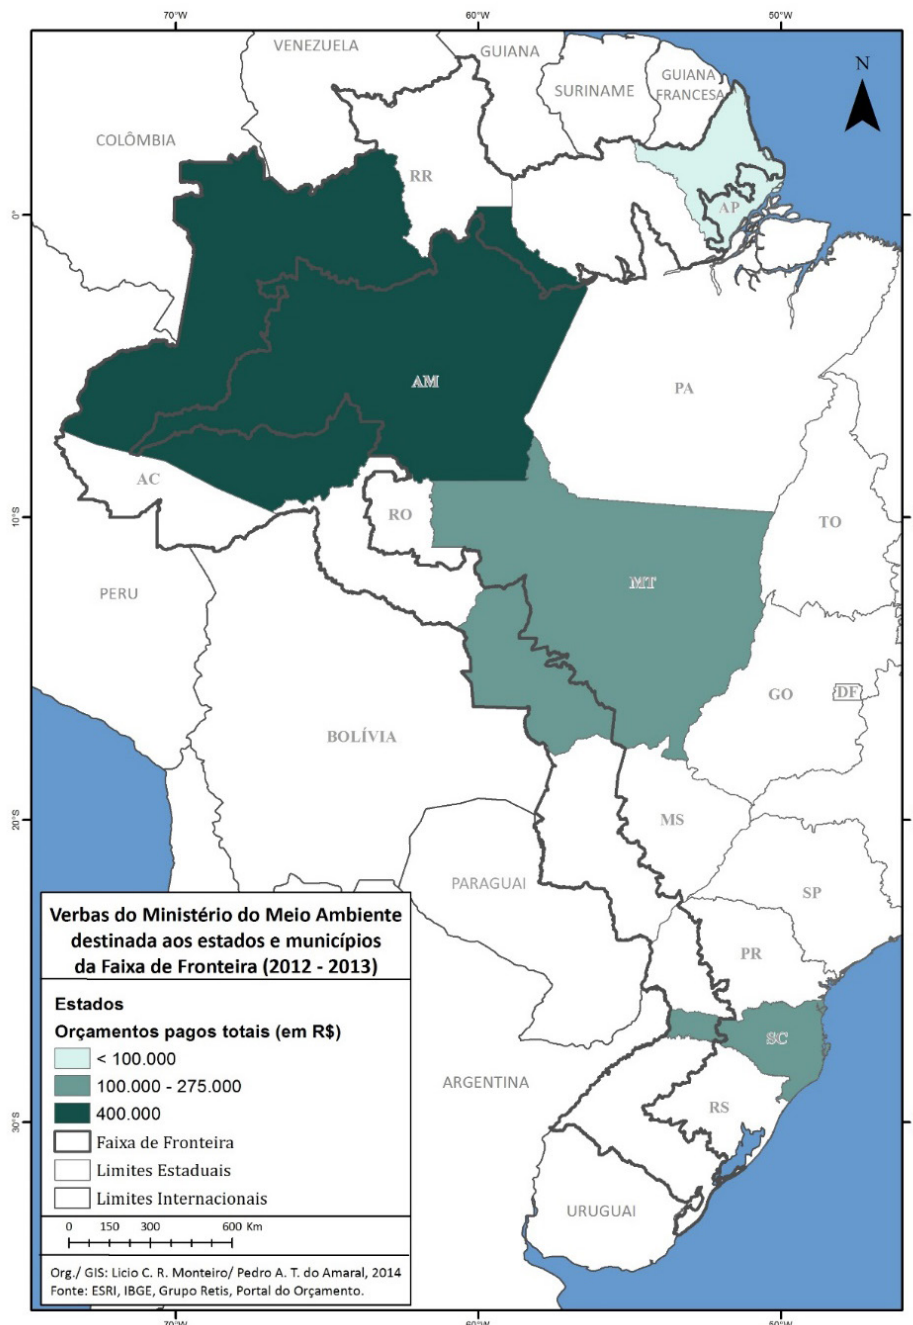 70°W
60°W
50°W
VENEZUELA
GUIANA
SURINAME
GUIANA
FRANCESA
N
COLÔMBIA
RR
AP
0°
0°
AM
PA
AC
RO
TO
10°S
10°S
MT
PERU
GO
DF
BOLÍVIA
MS
20°S
20°S
PARAGUAI
SP
PR
SC
ARGENTINA
RS
30°S
30°S
URUGUAI
Verbas do Ministério do Meio Ambiente
destinada aos estados e municípios
da Faixa de Fronteira (2012 - 2013)
Estados
Orçamentos pagos totais (em R$)
< 100.000
100.000 - 275.000
400.000
Faixa de Fronteira
Limites Estaduais
Limites Internacionais
0 150 300 600 Km
Org./ GIS: Licio C. R. Monteiro/ Pedro A. T. do Amaral, 2014
Fonte: ESRI, IBGE, Grupo Retis, Portal do Orçamento.
70°W
60°W
50°W